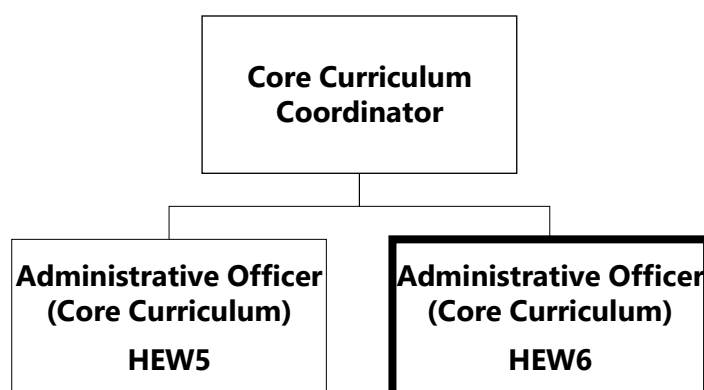 Core Curriculum
Coordinator
Administrative Officer
(Core Curriculum)
HEW5
Administrative Officer
(Core Curriculum)
HEW6